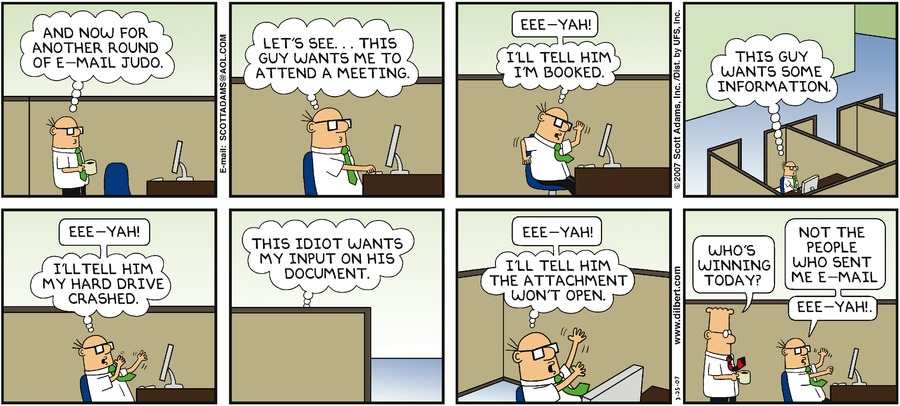 AND NOW FOR
ANOTHER ROUND
OF E-MAIL JUDO.
E-mail: SCOTTADAMS@AOL.COM
LET'S SEE... THIS
GUY WANTS ME TO
ATTEND A MEETING.
EEE-YAH!
I'LL TELL HIM
I'M BOOKED.
© 2007 Scott Adams, Inc./Dist. by UFS, Inc.
THIS GUY
WANTS SOME
INFORMATION.
EEE-YAH!
I'LL TELL HIM
MY HARD DRIVE
CRASHED.
THIS IDIOT WANTS
MY INPUT ON HIS
DOCUMENT.
EEE-YAH!
I'LL TELL HIM
THE ATTACHMENT
WON'T OPEN.
www.dilbert.com
WHO'S
WINNING
TODAY?
NOT THE
PEOPLE
WHO SENT
ME E-MAIL
EEE-YAH!.